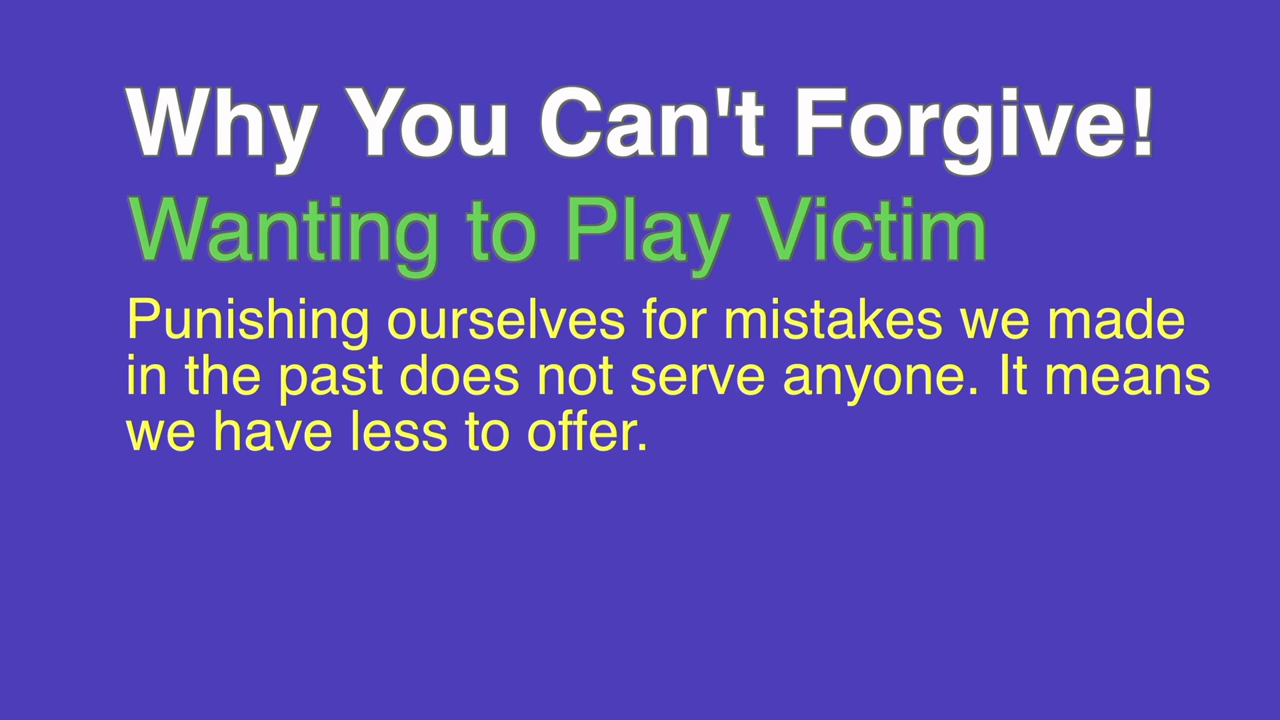 Why You Can't Forgive!
Wanting to Play Victim
Punishing ourselves for mistakes we made
in the past does not serve anyone. It means
we have less to offer.